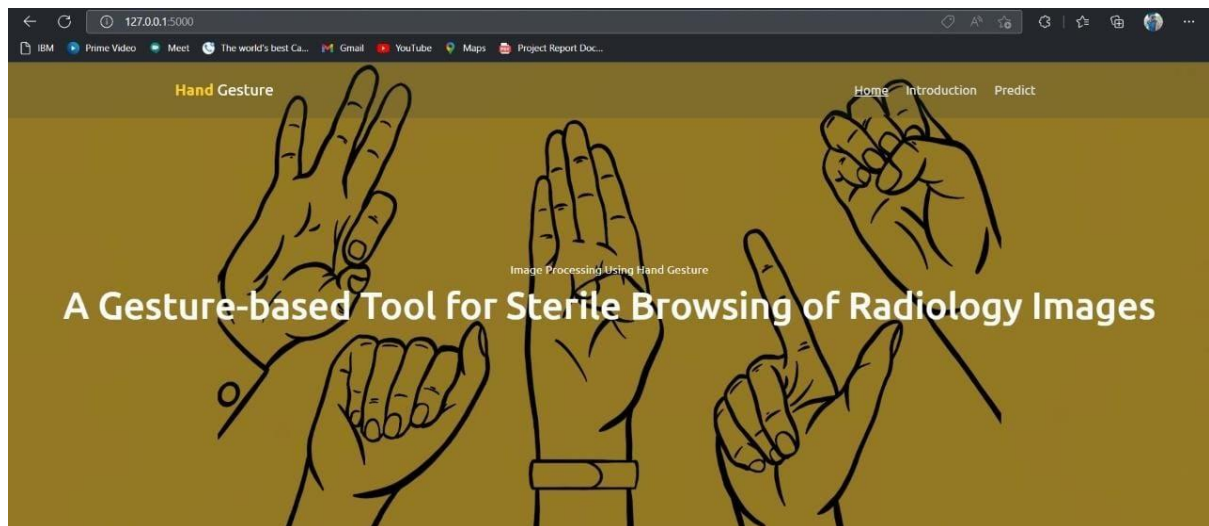 127.0.0.1:5000
IBM Prime Video Meet The world's best Ca... Gmail YouTube Maps Project Report Doc...
Hand Gesture Home Introduction Predict
Image Processing Using Hand Gesture
A Gesture-based Tool for Sterile Browsing of Radiology Images